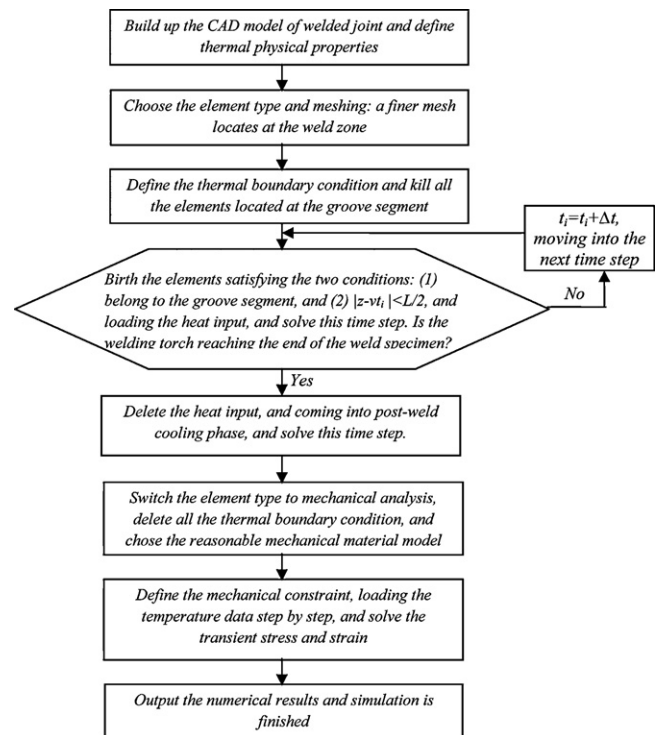 Build up the CAD model of welded joint and define
thermal physical properties
Choose the element type and meshing: a finer mesh
locates at the weld zone
Define the thermal boundary condition and kill all
the elements located at the groove segment
t_i=t_i+Δt,
moving into the
next time step
Birth the elements satisfying the two conditions: (1)
belong to the groove segment, and (2) |z-vt_i |<L/2, and
loading the heat input, and solve this time step. Is the
welding torch reaching the end of the weld specimen?
No
Yes
Delete the heat input, and coming into post-weld
cooling phase, and solve this time step.
Switch the element type to mechanical analysis,
delete all the thermal boundary condition, and
chose the reasonable mechanical material model
Define the mechanical constraint, loading the
temperature data step by step, and solve the
transient stress and strain
Output the numerical results and simulation is
finished